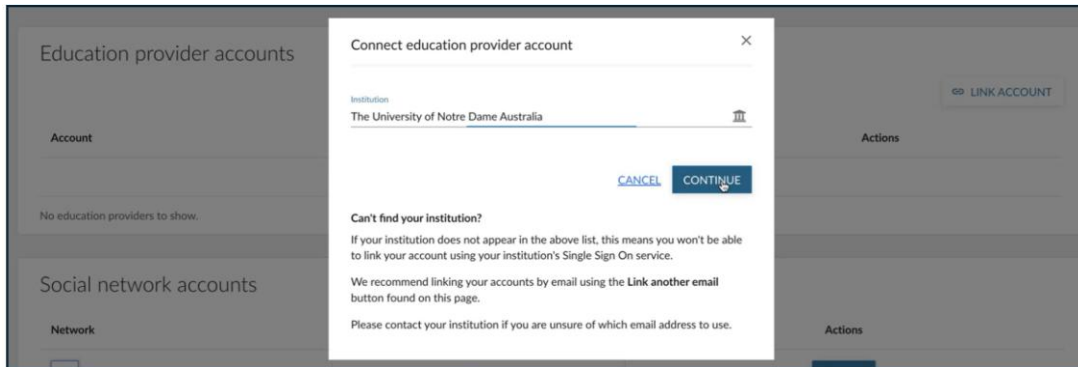 Education provider accounts
LINK ACCOUNT
Account
Actions
No education providers to show.
Social network accounts
Network
Actions
Connect education provider account
Institution
The University of Notre Dame Australia
CANCEL
CONTINUE
Can't find your institution?
If your institution does not appear in the above list, this means you won't be able
to link your account using your institution's Single Sign On service.
We recommend linking your accounts by email using the Link another email
button found on this page.
Please contact your institution if you are unsure of which email address to use.